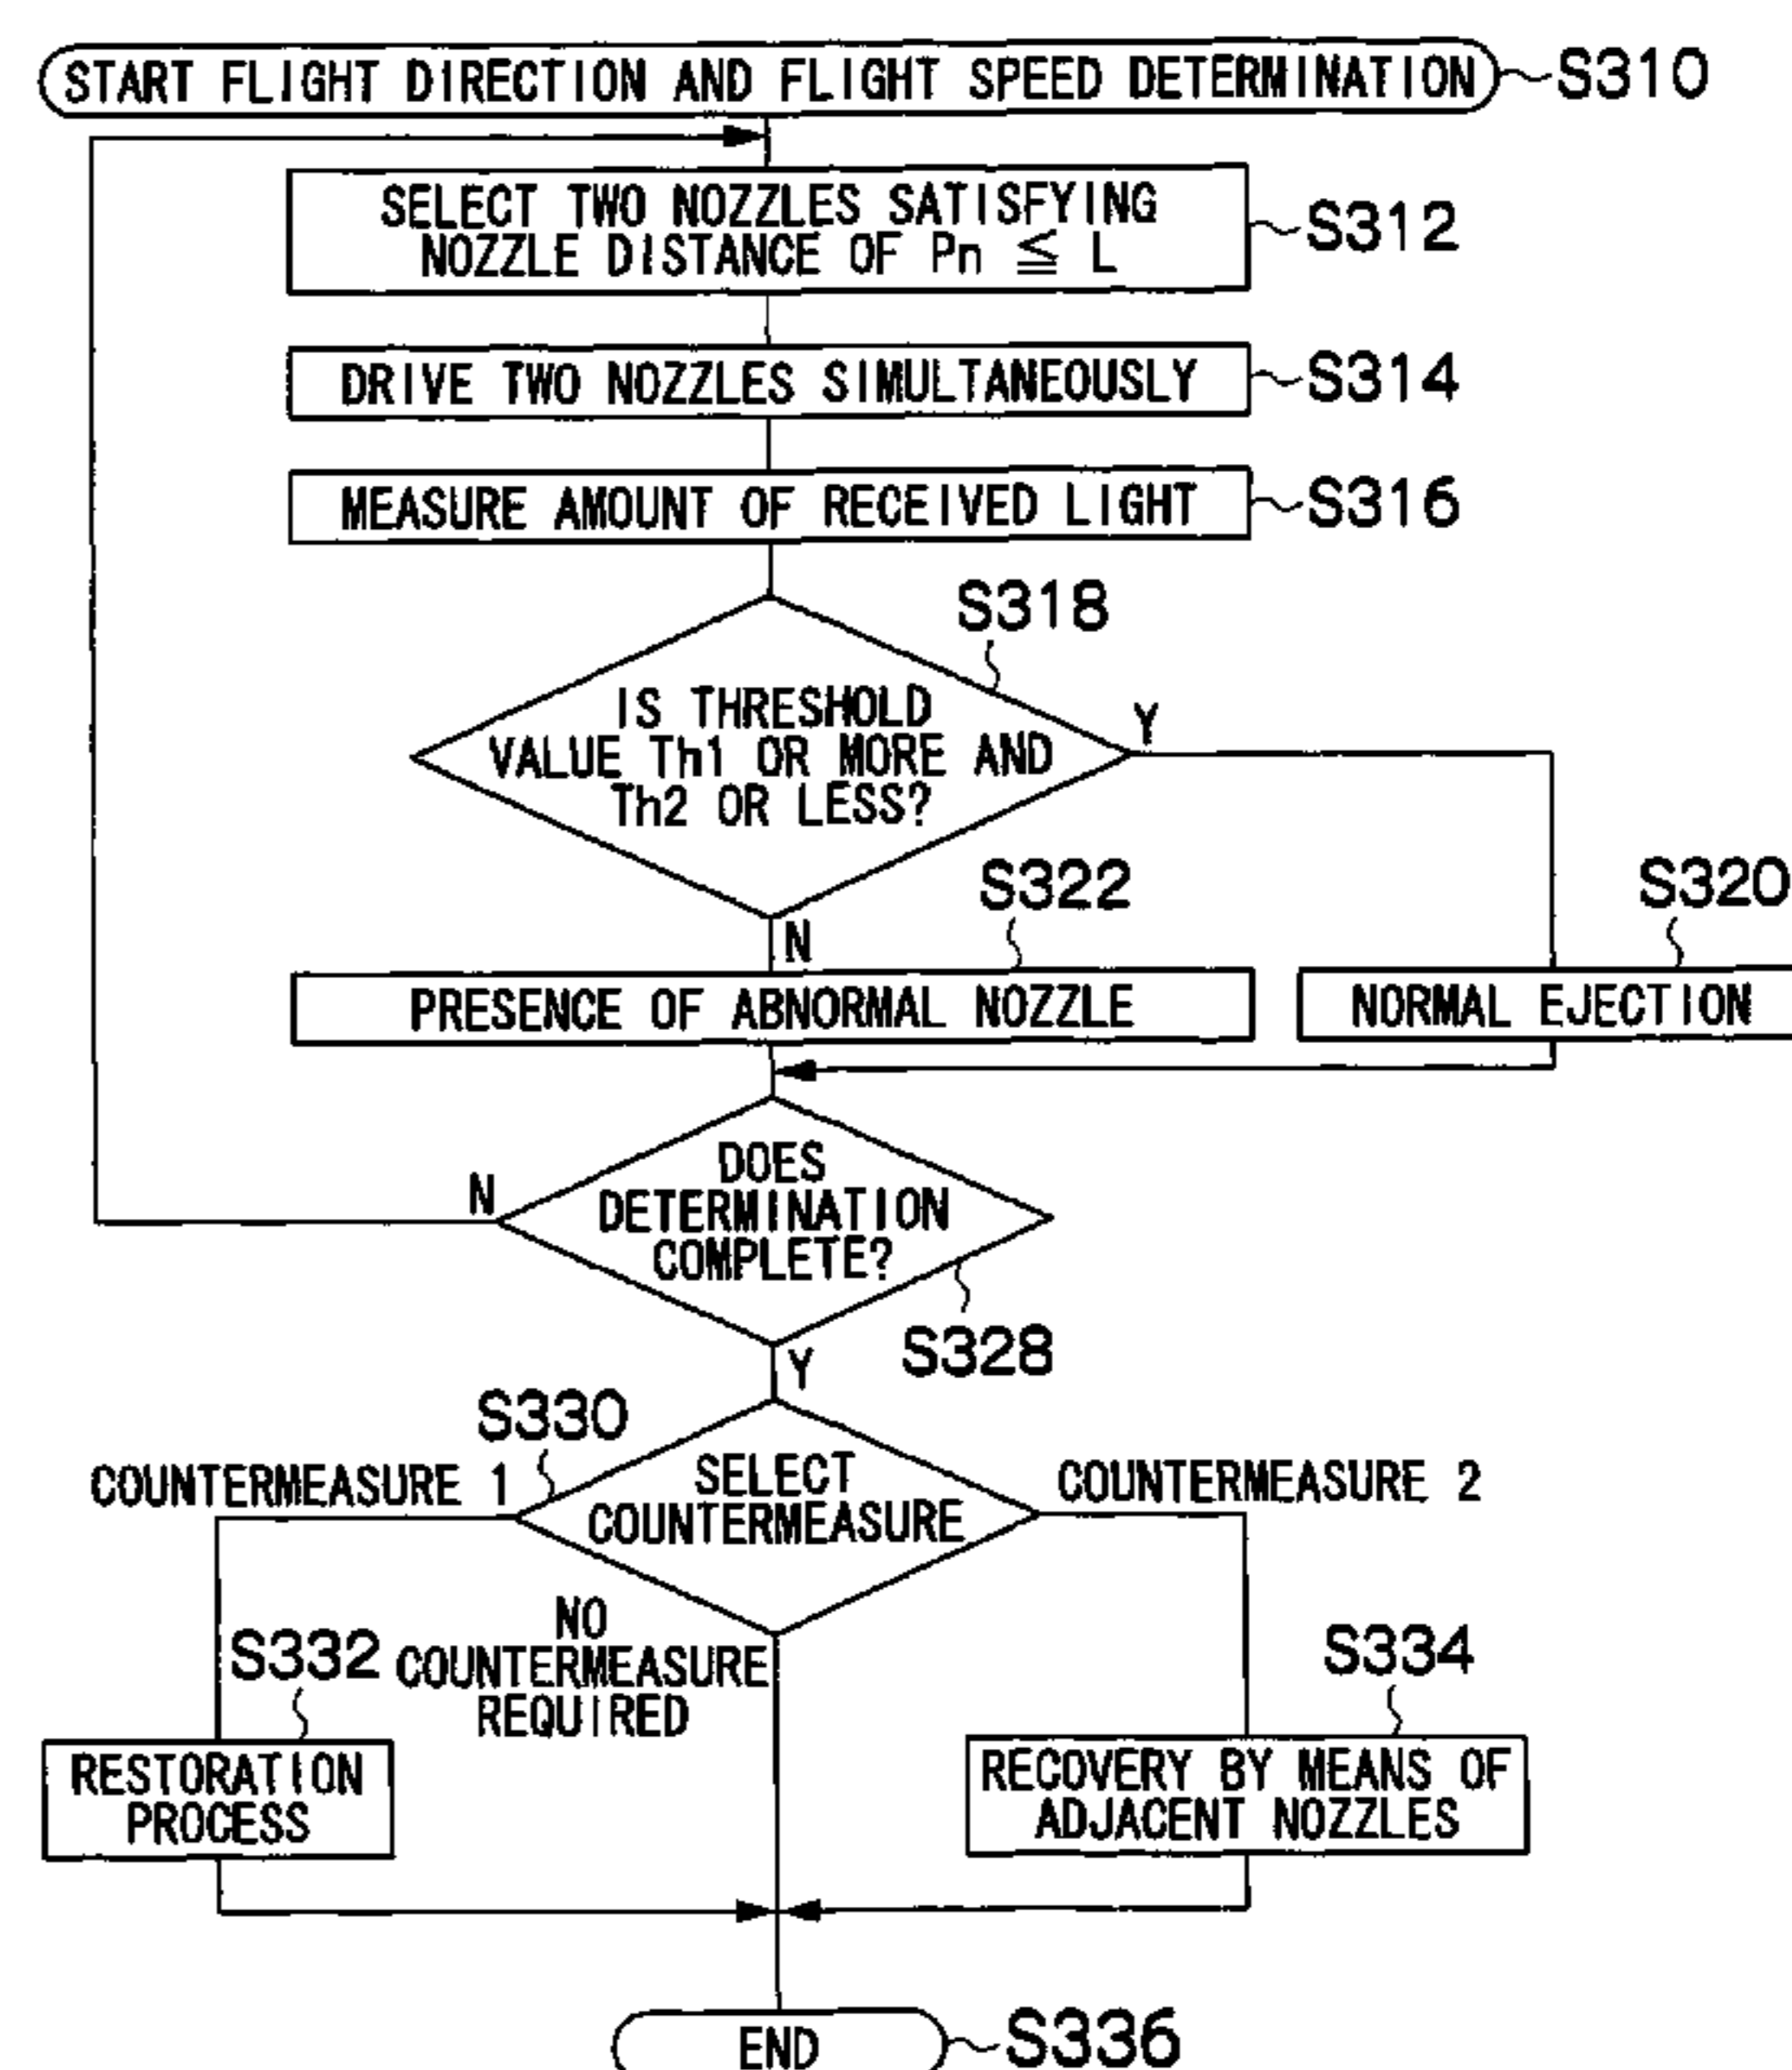 START FLIGHT DIRECTION AND FLIGHT SPEED DETERMINATION
S310
SELECT TWO NOZZLES SATISFYING
NOZZLE DISTANCE OF Pn ≦ L
S312
DRIVE TWO NOZZLES SIMULTANEOUSLY
S314
MEASURE AMOUNT OF RECEIVED LIGHT
S316
S318
IS THRESHOLD
VALUE Th1 OR MORE AND
Th2 OR LESS?
Y
N
S322
S320
PRESENCE OF ABNORMAL NOZZLE
NORMAL EJECTION
DOES
DETERMINATION
COMPLETE?
N
S328
Y
S330
COUNTERMEASURE 1
SELECT
COUNTERMEASURE
COUNTERMEASURE 2
NO
COUNTERMEASURE
REQUIRED
S332
S334
RESTORATION
PROCESS
RECOVERY BY MEANS OF
ADJACENT NOZZLES
END
S336